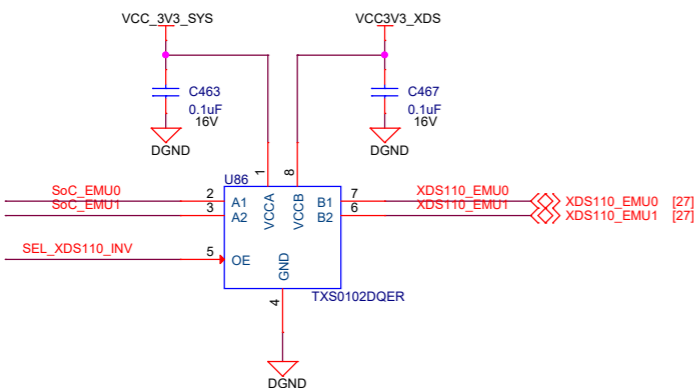 VCC_3V3_SYS
VCC3V3_XDS
C463
0.1uF
16V
DGND
C467
0.1uF
16V
DGND
1
8
U86
SoC_EMU0
2
A1
VCCA
VCCB
B1
7
XDS110_EMU0
XDS110_EMU0 [27]
SoC_EMU1
3
A2
B2
6
XDS110_EMU1
XDS110_EMU1 [27]
SEL_XDS110_INV
5
OE
GND
4
TXS0102DQER
DGND